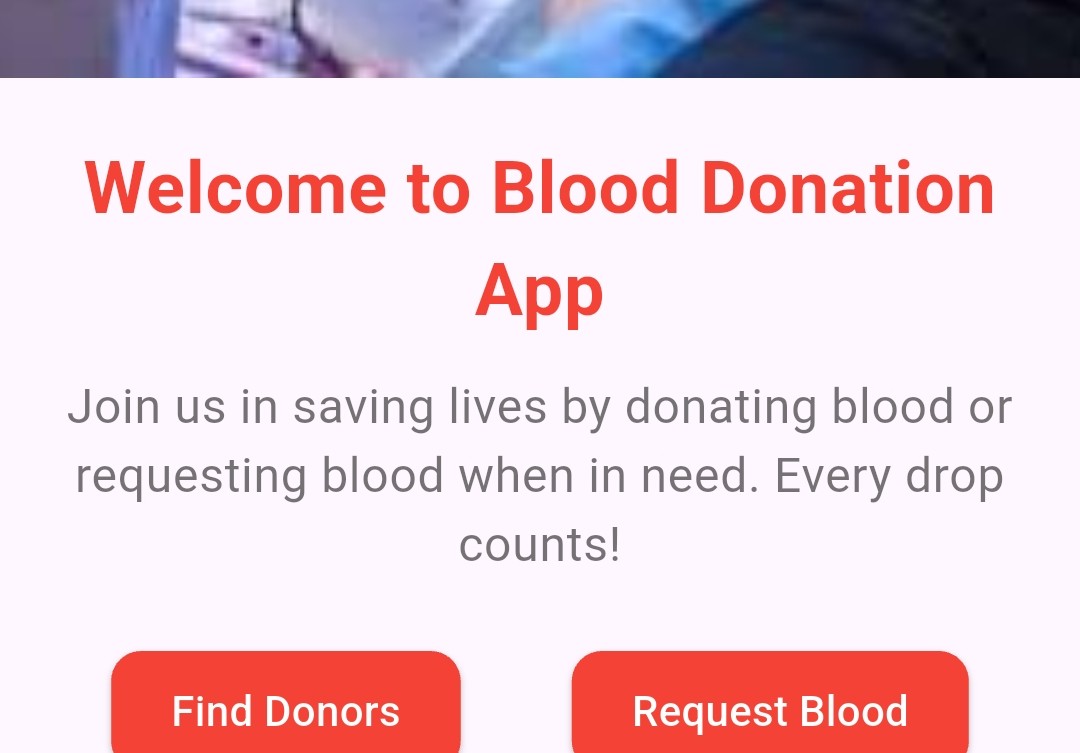 Welcome to Blood Donation
App
Join us in saving lives by donating blood or
requesting blood when in need. Every drop
counts!
Find Donors
Request Blood